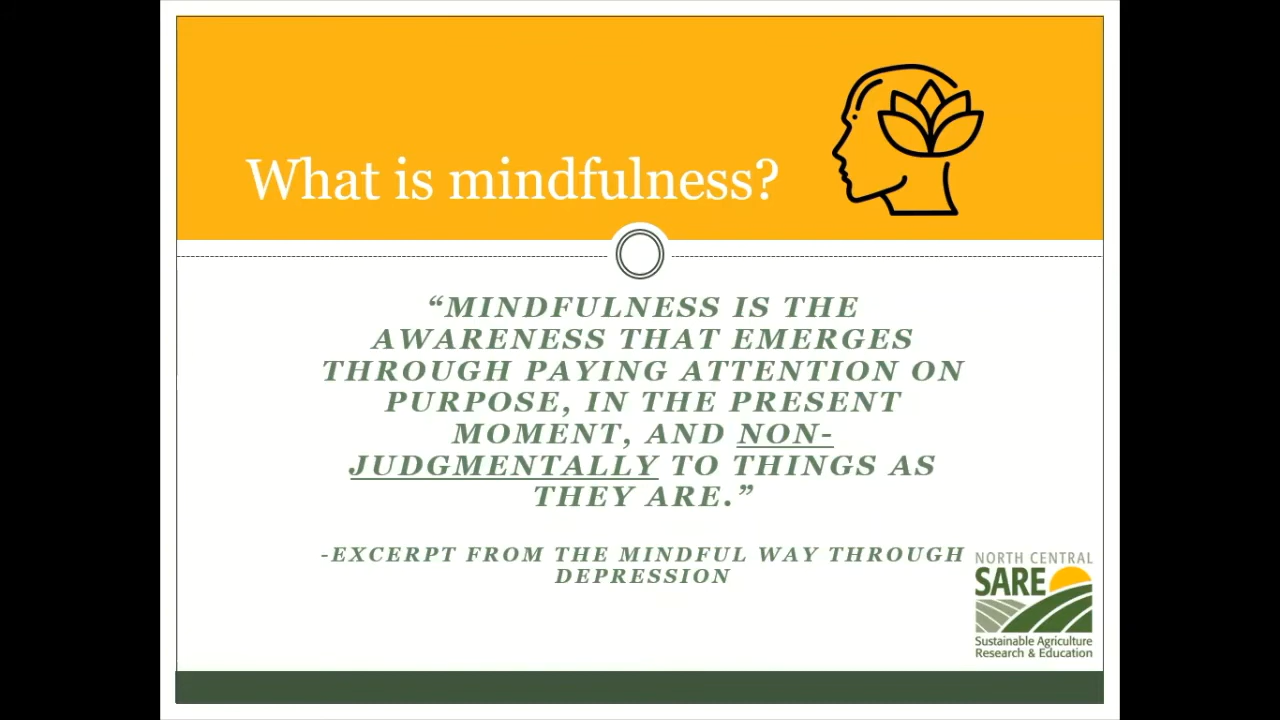 What is mindfulness?
“MINDFULNESS IS THE
AWARENESS THAT EMERGES
THROUGH PAYING ATTENTION ON
PURPOSE, IN THE PRESENT
MOMENT, AND NON-
JUDGMENTALLY TO THINGS AS
THEY ARE.”
-EXCERPT FROM THE MINDFUL WAY THROUGH
DEPRESSION
NORTH CENTRAL
SARE
Sustainable Agriculture
Research & Education